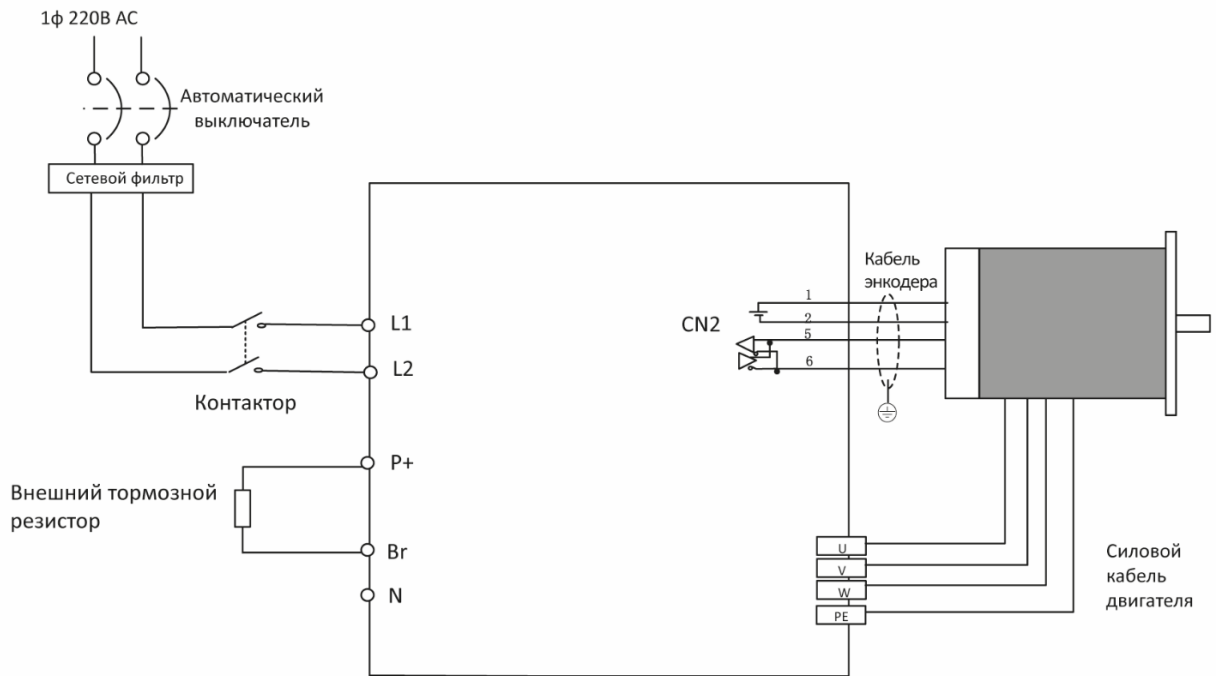 1ф 220В AC
Автоматический
выключатель
Сетевой фильтр
L1
L2
Контактор
P+
Внешний тормозной
резистор
Br
N
CN2
Кабель
энкодера
1
2
5
6
U
V
W
PE
Силовой
кабель
двигателя